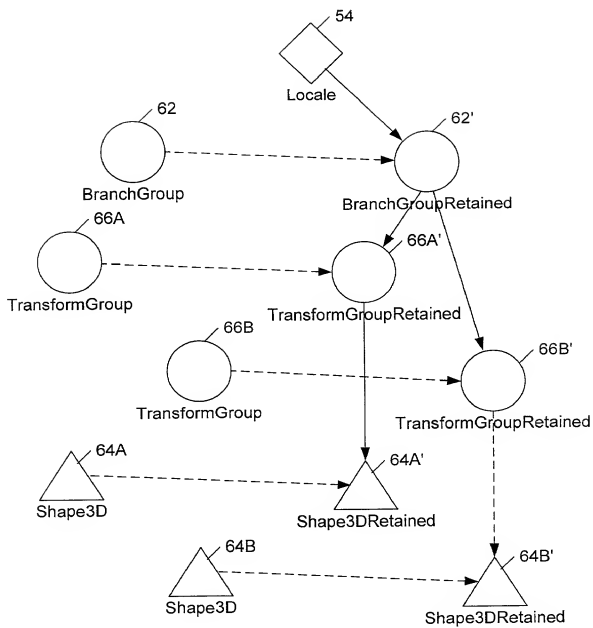 54
Locale
62
62'
BranchGroup
BranchGroupRetained
66A
66A'
TransformGroup
TransformGroupRetained
66B
66B'
TransformGroup
TransformGroupRetained
64A
64A'
Shape3D
Shape3DRetained
64B
64B'
Shape3D
Shape3DRetained